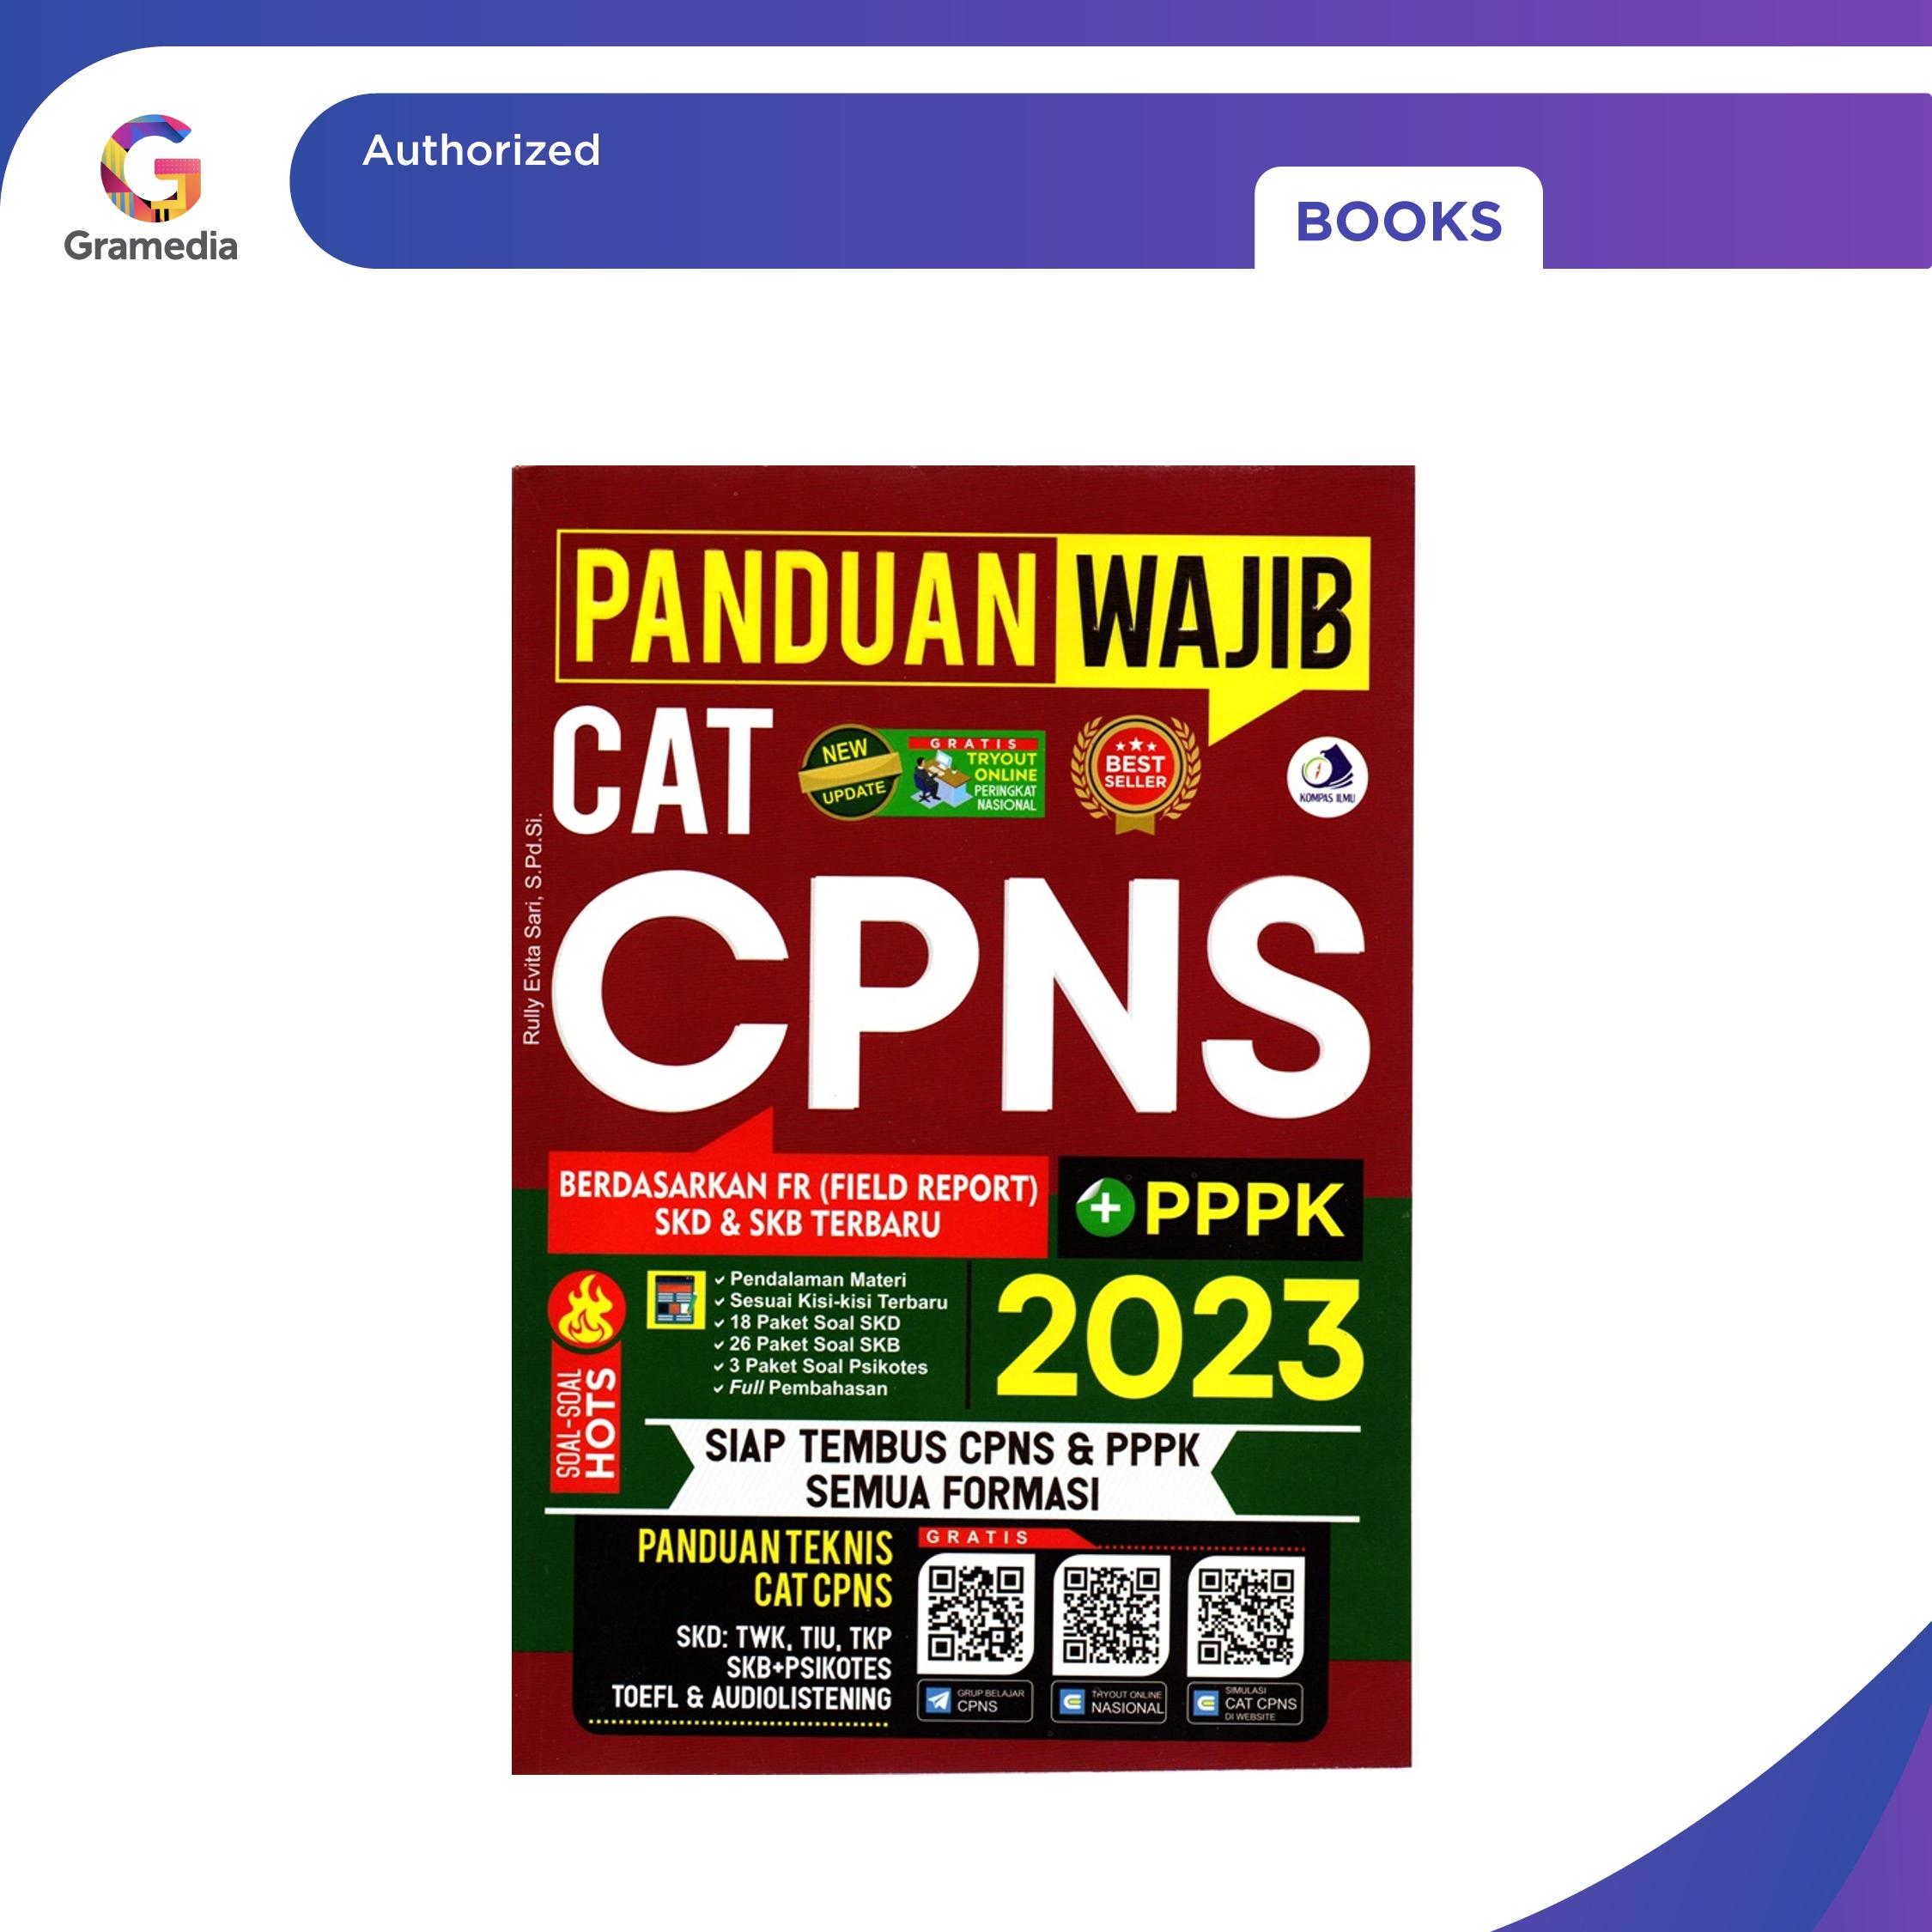 Gramedia
Authorized
BOOKS
PANDUAN WAJIB
CAT
NEW
UPDATE
GRATIS
TRYOUT
ONLINE
PERINGKAT
NASIONAL
BEST
SELLER
KOMPAS ILMU
Rully Evita Sari, S.Pd.Si.
CPNS
BERDASARKAN FR (FIELD REPORT)
SKD & SKB TERBARU
+ PPPK
2023
SOAL-SOAL
HOTS
Pendalaman Materi
Sesuai Kisi-kisi Terbaru
18 Paket Soal SKD
26 Paket Soal SKB
3 Paket Soal Psikotes
Full Pembahasan
SIAP TEMBUS CPNS & PPPK
SEMUA FORMASI
PANDUAN TEKNIS
CAT CPNS
SKD: TWK, TIU, TKP
SKB+PSIKOTES
TOEFL & AUDIOLISTENING
GRATIS
GRUP BELAJAR
CPNS
TRYOUT ONLINE
NASIONAL
SIMULASI
CAT CPNS
DI WEBSITE